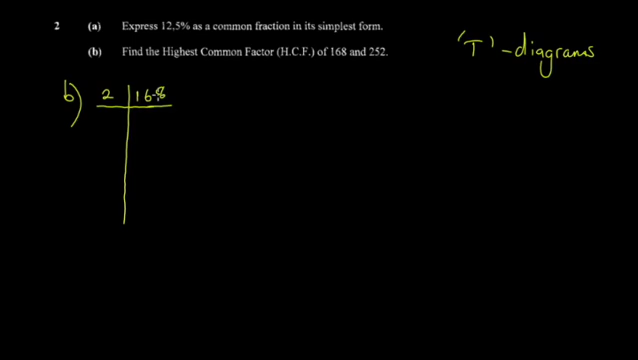 2 (a) Express 12,5% as a common fraction in its simplest form.
(b) Find the Highest Common Factor (H.C.F.) of 168 and 252.
'T' - diagrams
b) 2 | 168